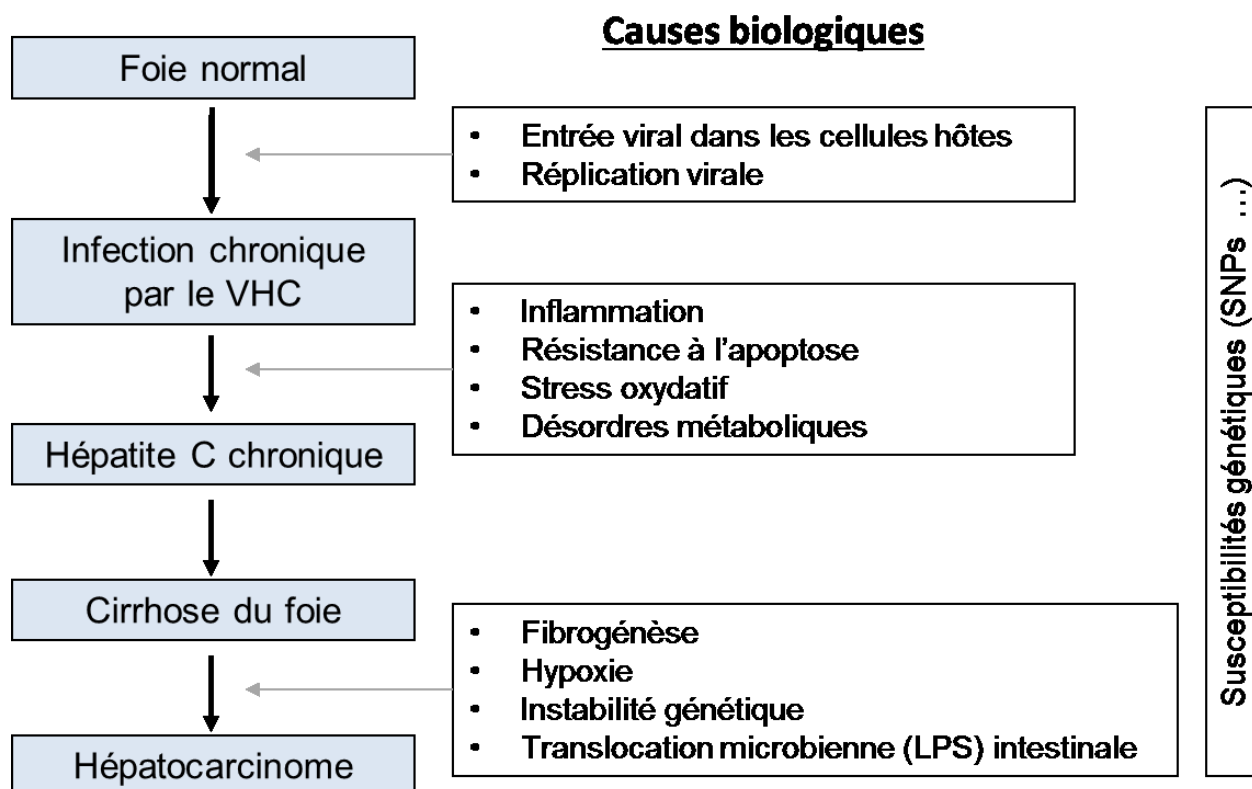 Causes biologiques
Foie normal
• Entrée viral dans les cellules hôtes
• Réplication virale
Infection chronique
par le VHC
• Inflammation
• Résistance à l'apoptose
• Stress oxydatif
• Désordres métaboliques
Hépatite C chronique
Cirrhose du foie
• Fibrogénèse
• Hypoxie
• Instabilité génétique
• Translocation microbienne (LPS) intestinale
Hépatocarcinome
Susceptibilités génétiques (SNPs …)